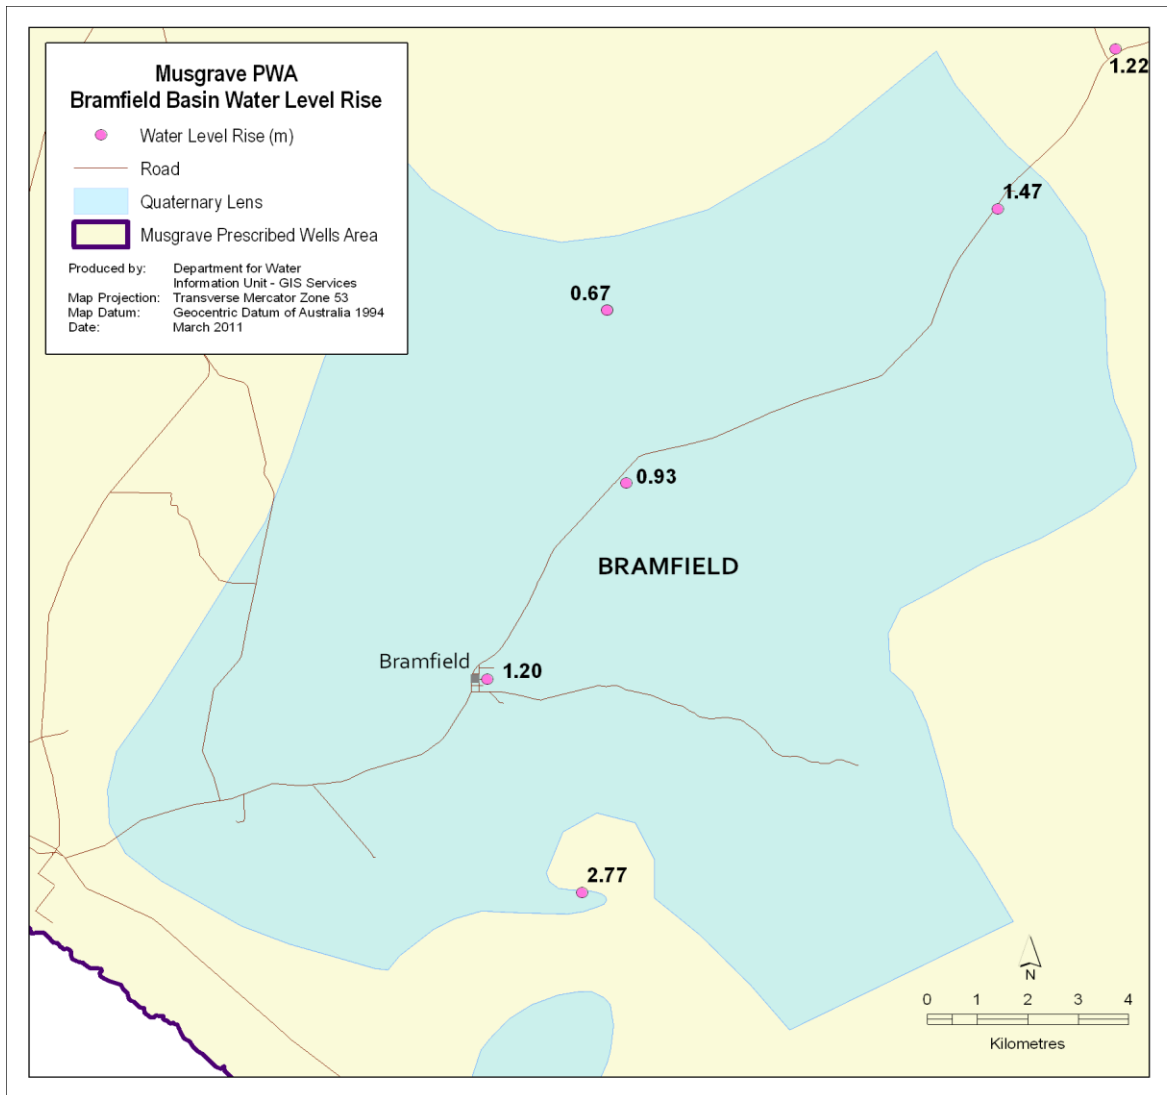 Musgrave PWA
Bramfield Basin Water Level Rise
Water Level Rise (m)
Road
Quaternary Lens
Musgrave Prescribed Wells Area
Produced by: Department for Water
Information Unit - GIS Services
Map Projection: Transverse Mercator Zone 53
Map Datum: Geocentric Datum of Australia 1994
Date: March 2011
1.22
1.47
0.67
0.93
BRAMFIELD
Bramfield
1.20
2.77
N
0 1 2 3 4
Kilometres